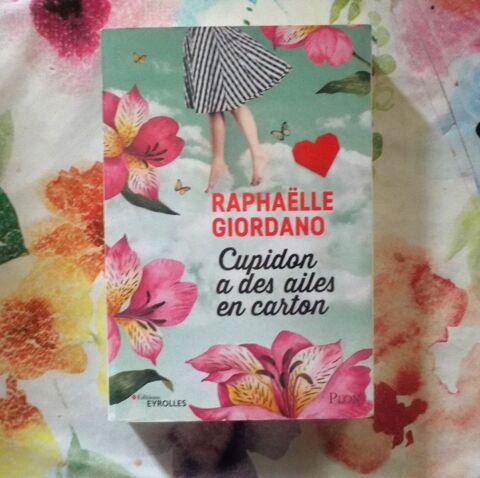 RAPHAËLLE
GIORDANO
Cupidon
a des ailes
en carton
Éditions
EYROLLES
PLON